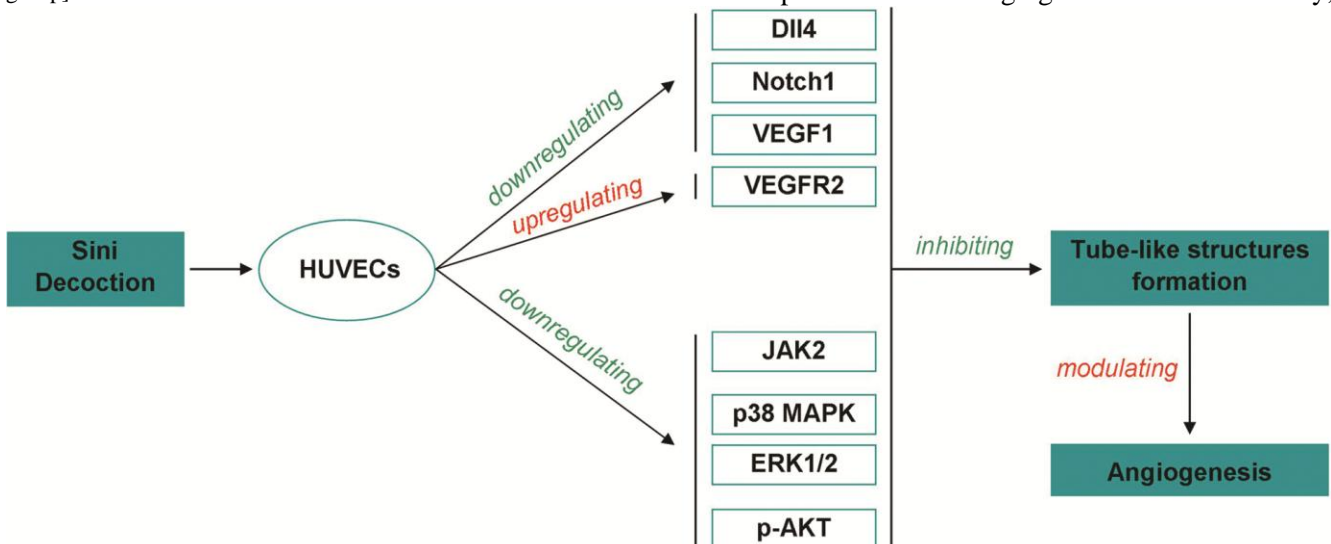 Dll4
Notch1
VEGF1
VEGFR2
downregulating
upregulating
downregulating
Sini
Decoction
HUVECs
JAK2
p38 MAPK
ERK1/2
p-AKT
inhibiting
Tube-like structures
formation
modulating
Angiogenesis